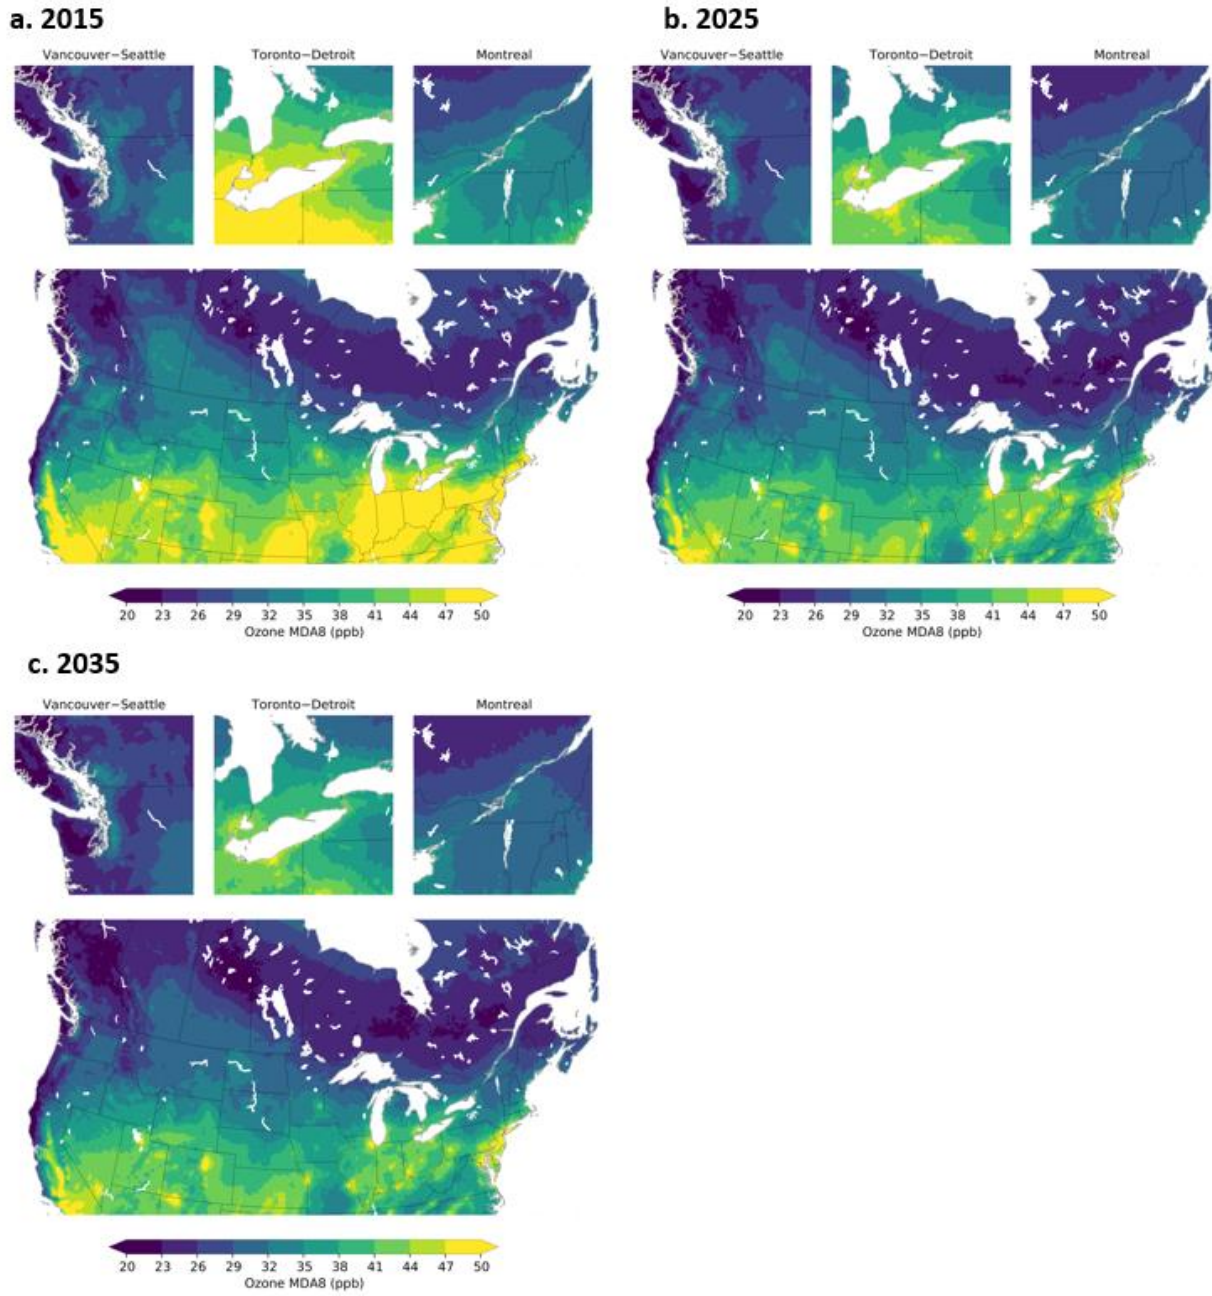 a. 2015
Vancouver−Seattle
Toronto−Detroit
Montreal
20 23 26 29 32 35 38 41 44 47 50
Ozone MDA8 (ppb)
b. 2025
Vancouver−Seattle
Toronto−Detroit
Montreal
20 23 26 29 32 35 38 41 44 47 50
Ozone MDA8 (ppb)
c. 2035
Vancouver−Seattle
Toronto−Detroit
Montreal
20 23 26 29 32 35 38 41 44 47 50
Ozone MDA8 (ppb)